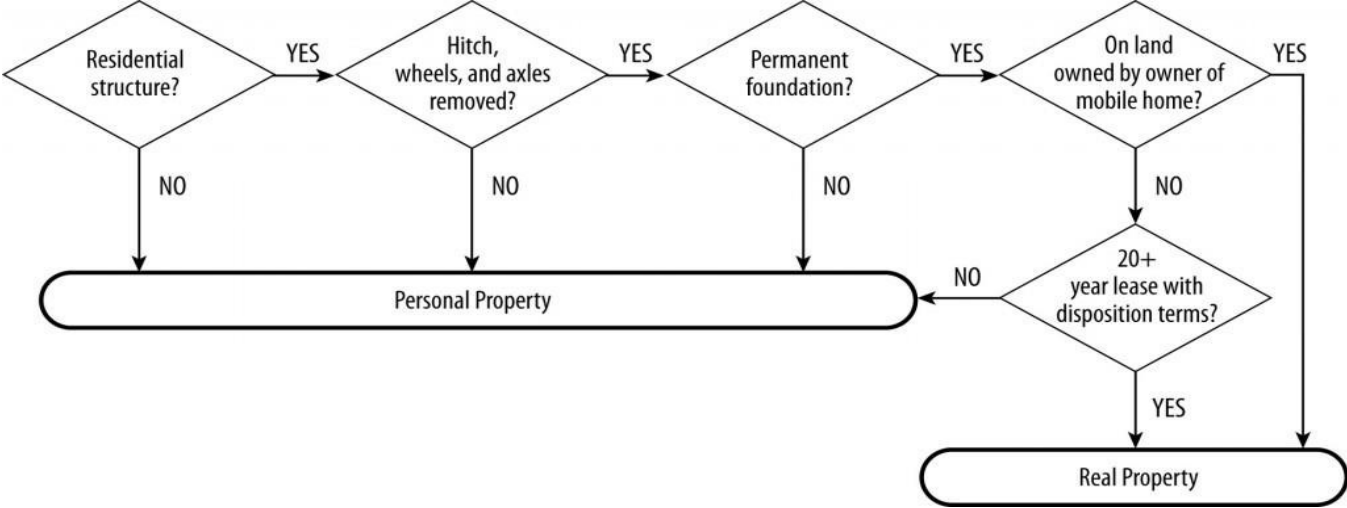 Residential
structure?
YES
Hitch,
wheels, and axles
removed?
YES
Permanent
foundation?
YES
On land
owned by owner of
mobile home?
YES
NO
NO
NO
NO
Personal Property
NO
20+
year lease with
disposition terms?
YES
Real Property